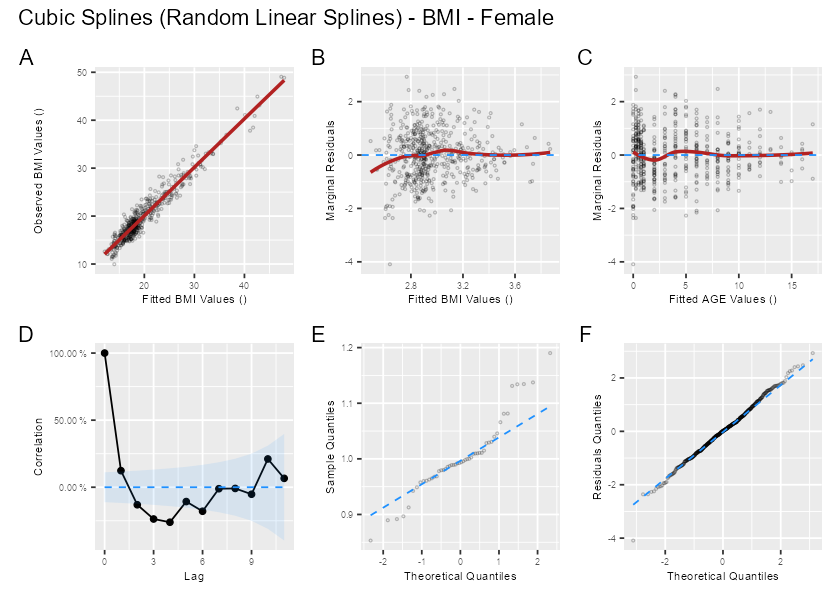 Cubic Splines (Random Linear Splines) - BMI - Female
A
50
40
30
20
10
Observed BMI Values ()
20
30
40
Fitted BMI Values ()
B
2
0
-2
-4
Marginal Residuals
2.8
3.2
3.6
Fitted BMI Values ()
C
2
0
-2
-4
Marginal Residuals
0
5
10
15
Fitted AGE Values ()
D
100.00 %
50.00 %
0.00 %
Correlation
0
3
6
9
Lag
E
1.2
1.1
1.0
0.9
Sample Quantiles
-2
-1
0
1
2
Theoretical Quantiles
F
2
0
-2
-4
Residuals Quantiles
-2
0
2
Theoretical Quantiles